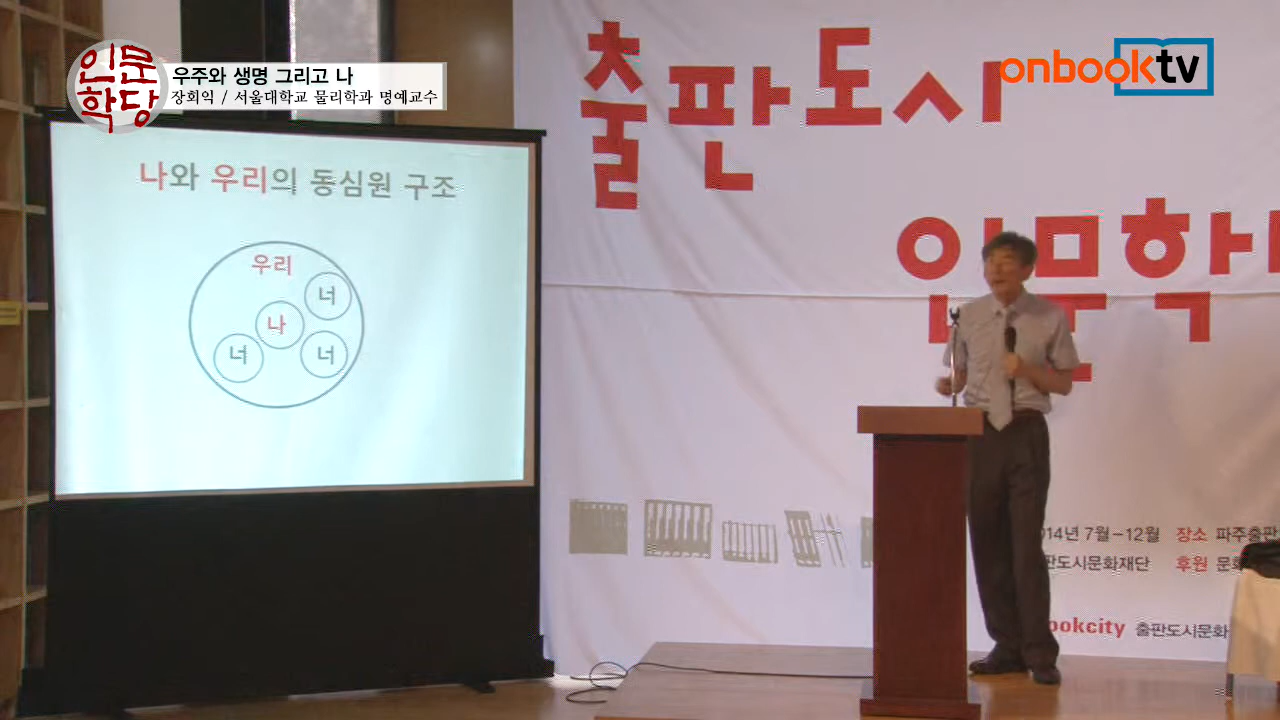 인문
학당
우주와 생명 그리고 나
장회익 / 서울대학교 물리학과 명예교수
onbooktv
출판도시
인문학
나와 우리의 동심원 구조
우리
너
나
너
너
2014년 7월-12월 장소 파주출판
판도시문화재단 후원 문화
bookcity 출판도시문화